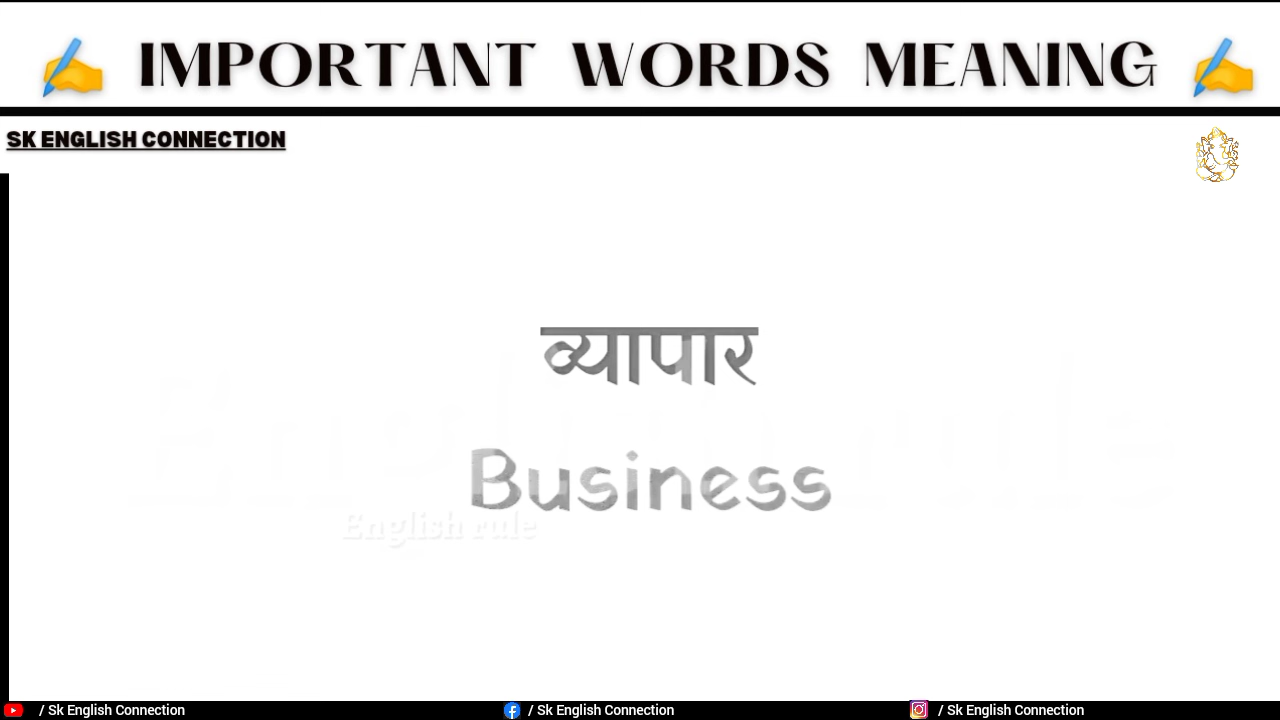 IMPORTANT WORDS MEANING
SK ENGLISH CONNECTION
व्यापार
Business
English rule
/ Sk English Connection
/ Sk English Connection
/ Sk English Connection